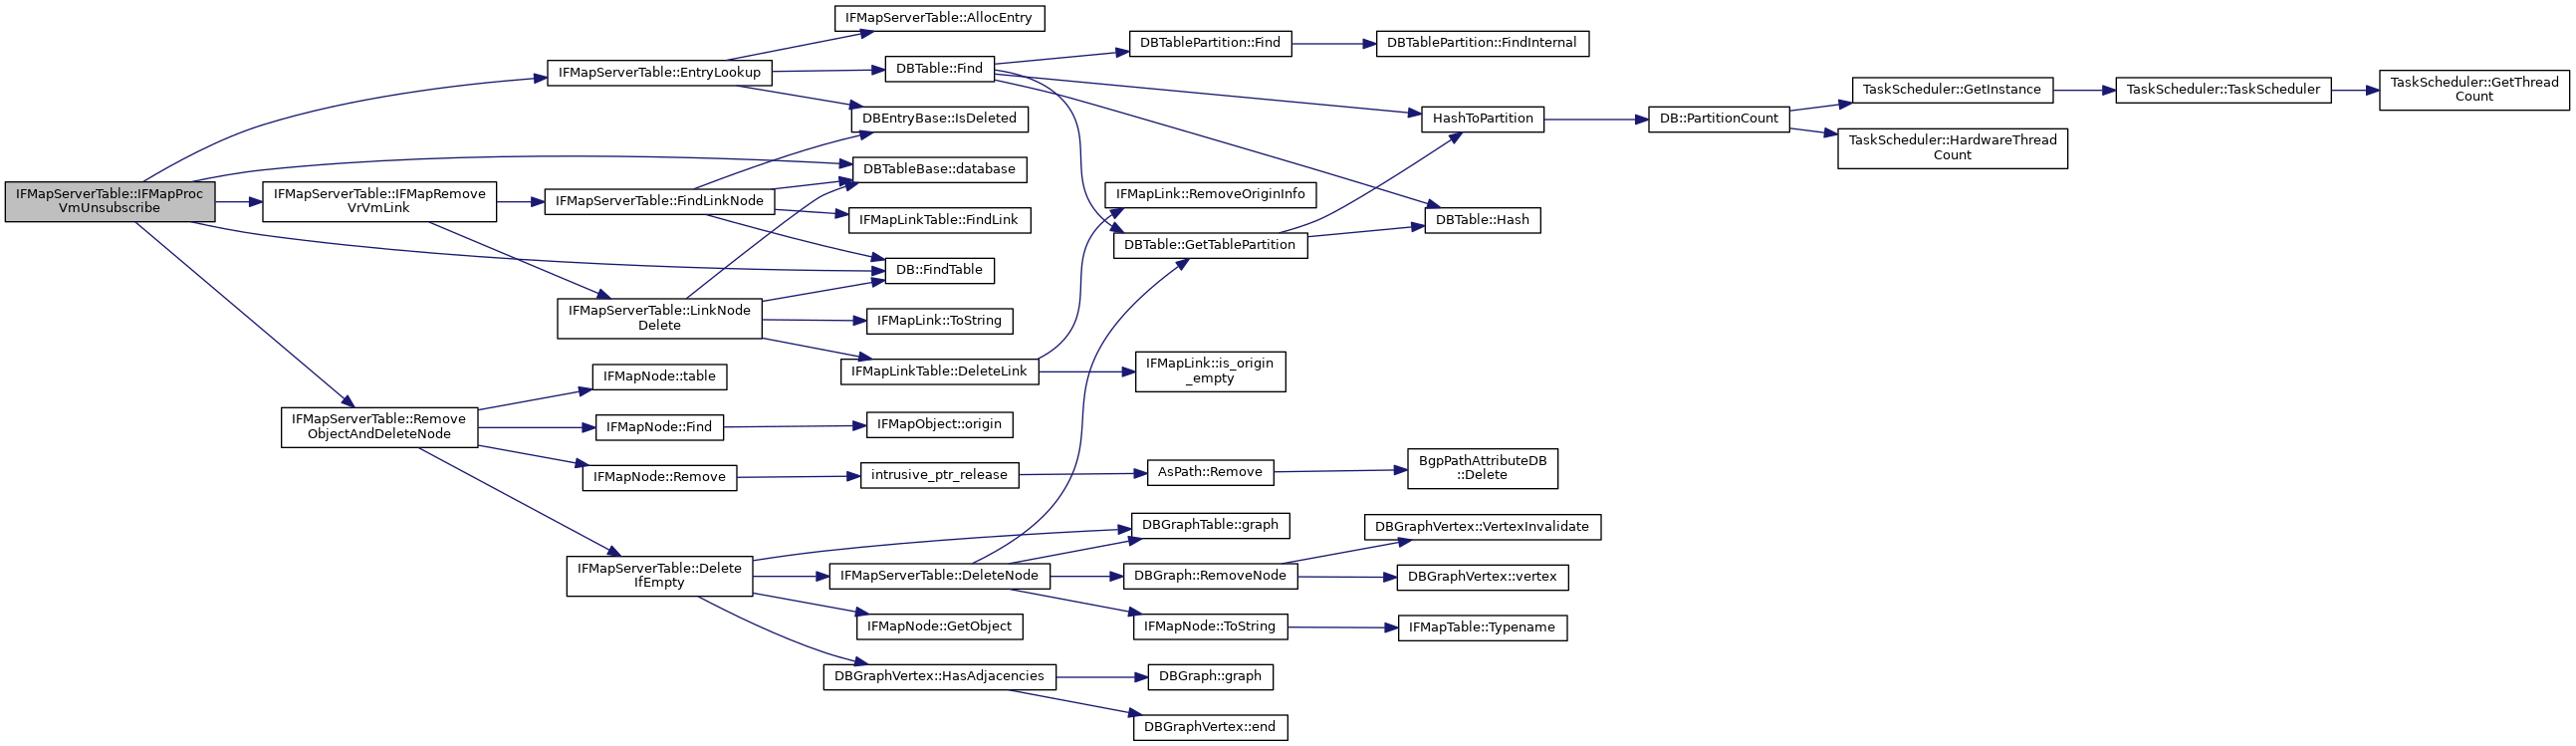 IFMapServerTable::IFMapProc
VmUnsubscribe
IFMapServerTable::EntryLookup
IFMapServerTable::AllocEntry
DBTable::Find
DBEntryBase::IsDeleted
DBTablePartition::Find
DBTablePartition::FindInternal
HashToPartition
DB::PartitionCount
TaskScheduler::GetInstance
TaskScheduler::TaskScheduler
TaskScheduler::GetThread
Count
TaskScheduler::HardwareThread
Count
DBTable::Hash
DBTable::GetTablePartition
DBTableBase::database
IFMapServerTable::IFMapRemove
VrVmLink
IFMapServerTable::FindLinkNode
IFMapLinkTable::FindLink
DB::FindTable
IFMapServerTable::LinkNode
Delete
IFMapLink::ToString
IFMapLinkTable::DeleteLink
IFMapLink::RemoveOriginInfo
IFMapLink::is_origin
_empty
IFMapServerTable::Remove
ObjectAndDeleteNode
IFMapNode::table
IFMapNode::Find
IFMapObject::origin
IFMapNode::Remove
intrusive_ptr_release
AsPath::Remove
BgpPathAttributeDB
::Delete
IFMapServerTable::Delete
IfEmpty
DBGraphTable::graph
IFMapServerTable::DeleteNode
DBGraph::RemoveNode
DBGraphVertex::VertexInvalidate
DBGraphVertex::vertex
IFMapNode::ToString
IFMapTable::Typename
IFMapNode::GetObject
DBGraphVertex::HasAdjacencies
DBGraph::graph
DBGraphVertex::end